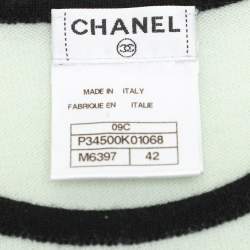 CHANEL
MADE IN ITALY
FABRIQUE EN ITALIE
09C
P34500K01068
M6397 42